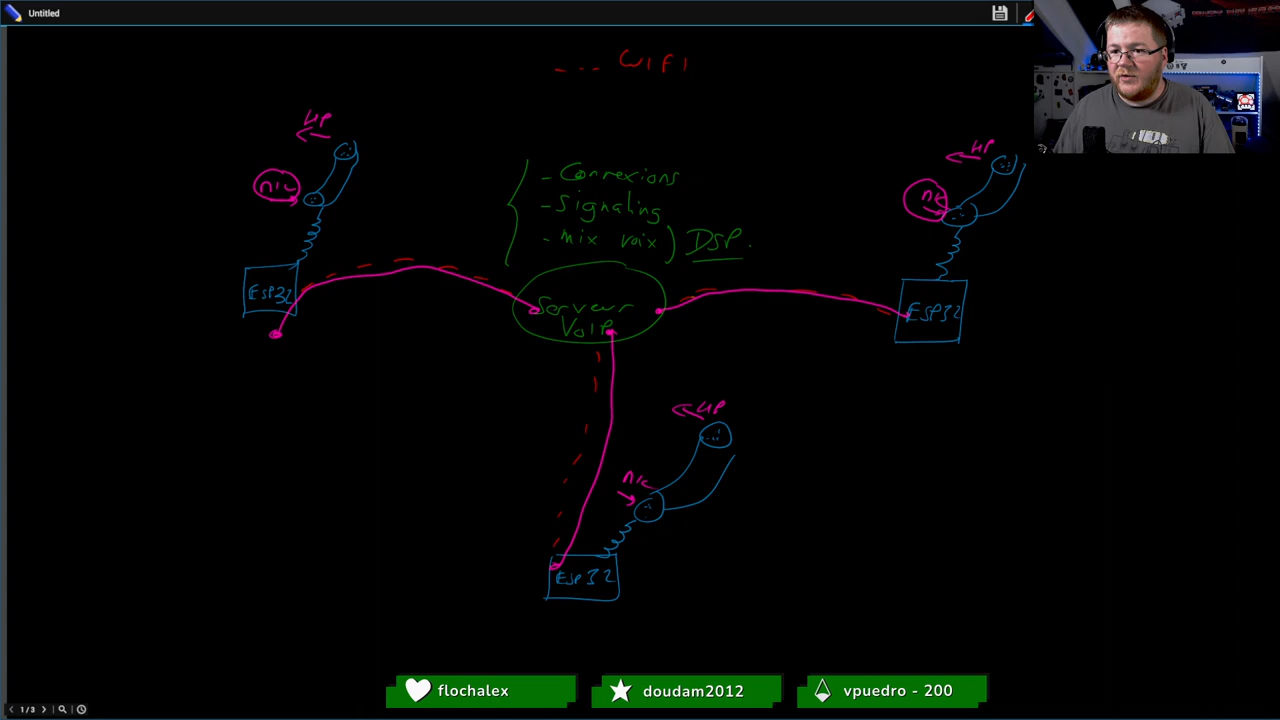 Untitled
--- WIFI
HP
HP
MIC
MIC
- Connexions
- Signaling
- mix voix ) DSP.
ESP32
Serveur
VoIP
ESP32
HP
MIC
ESP32
flochalex
doudam2012
vpuedro - 200
1/3